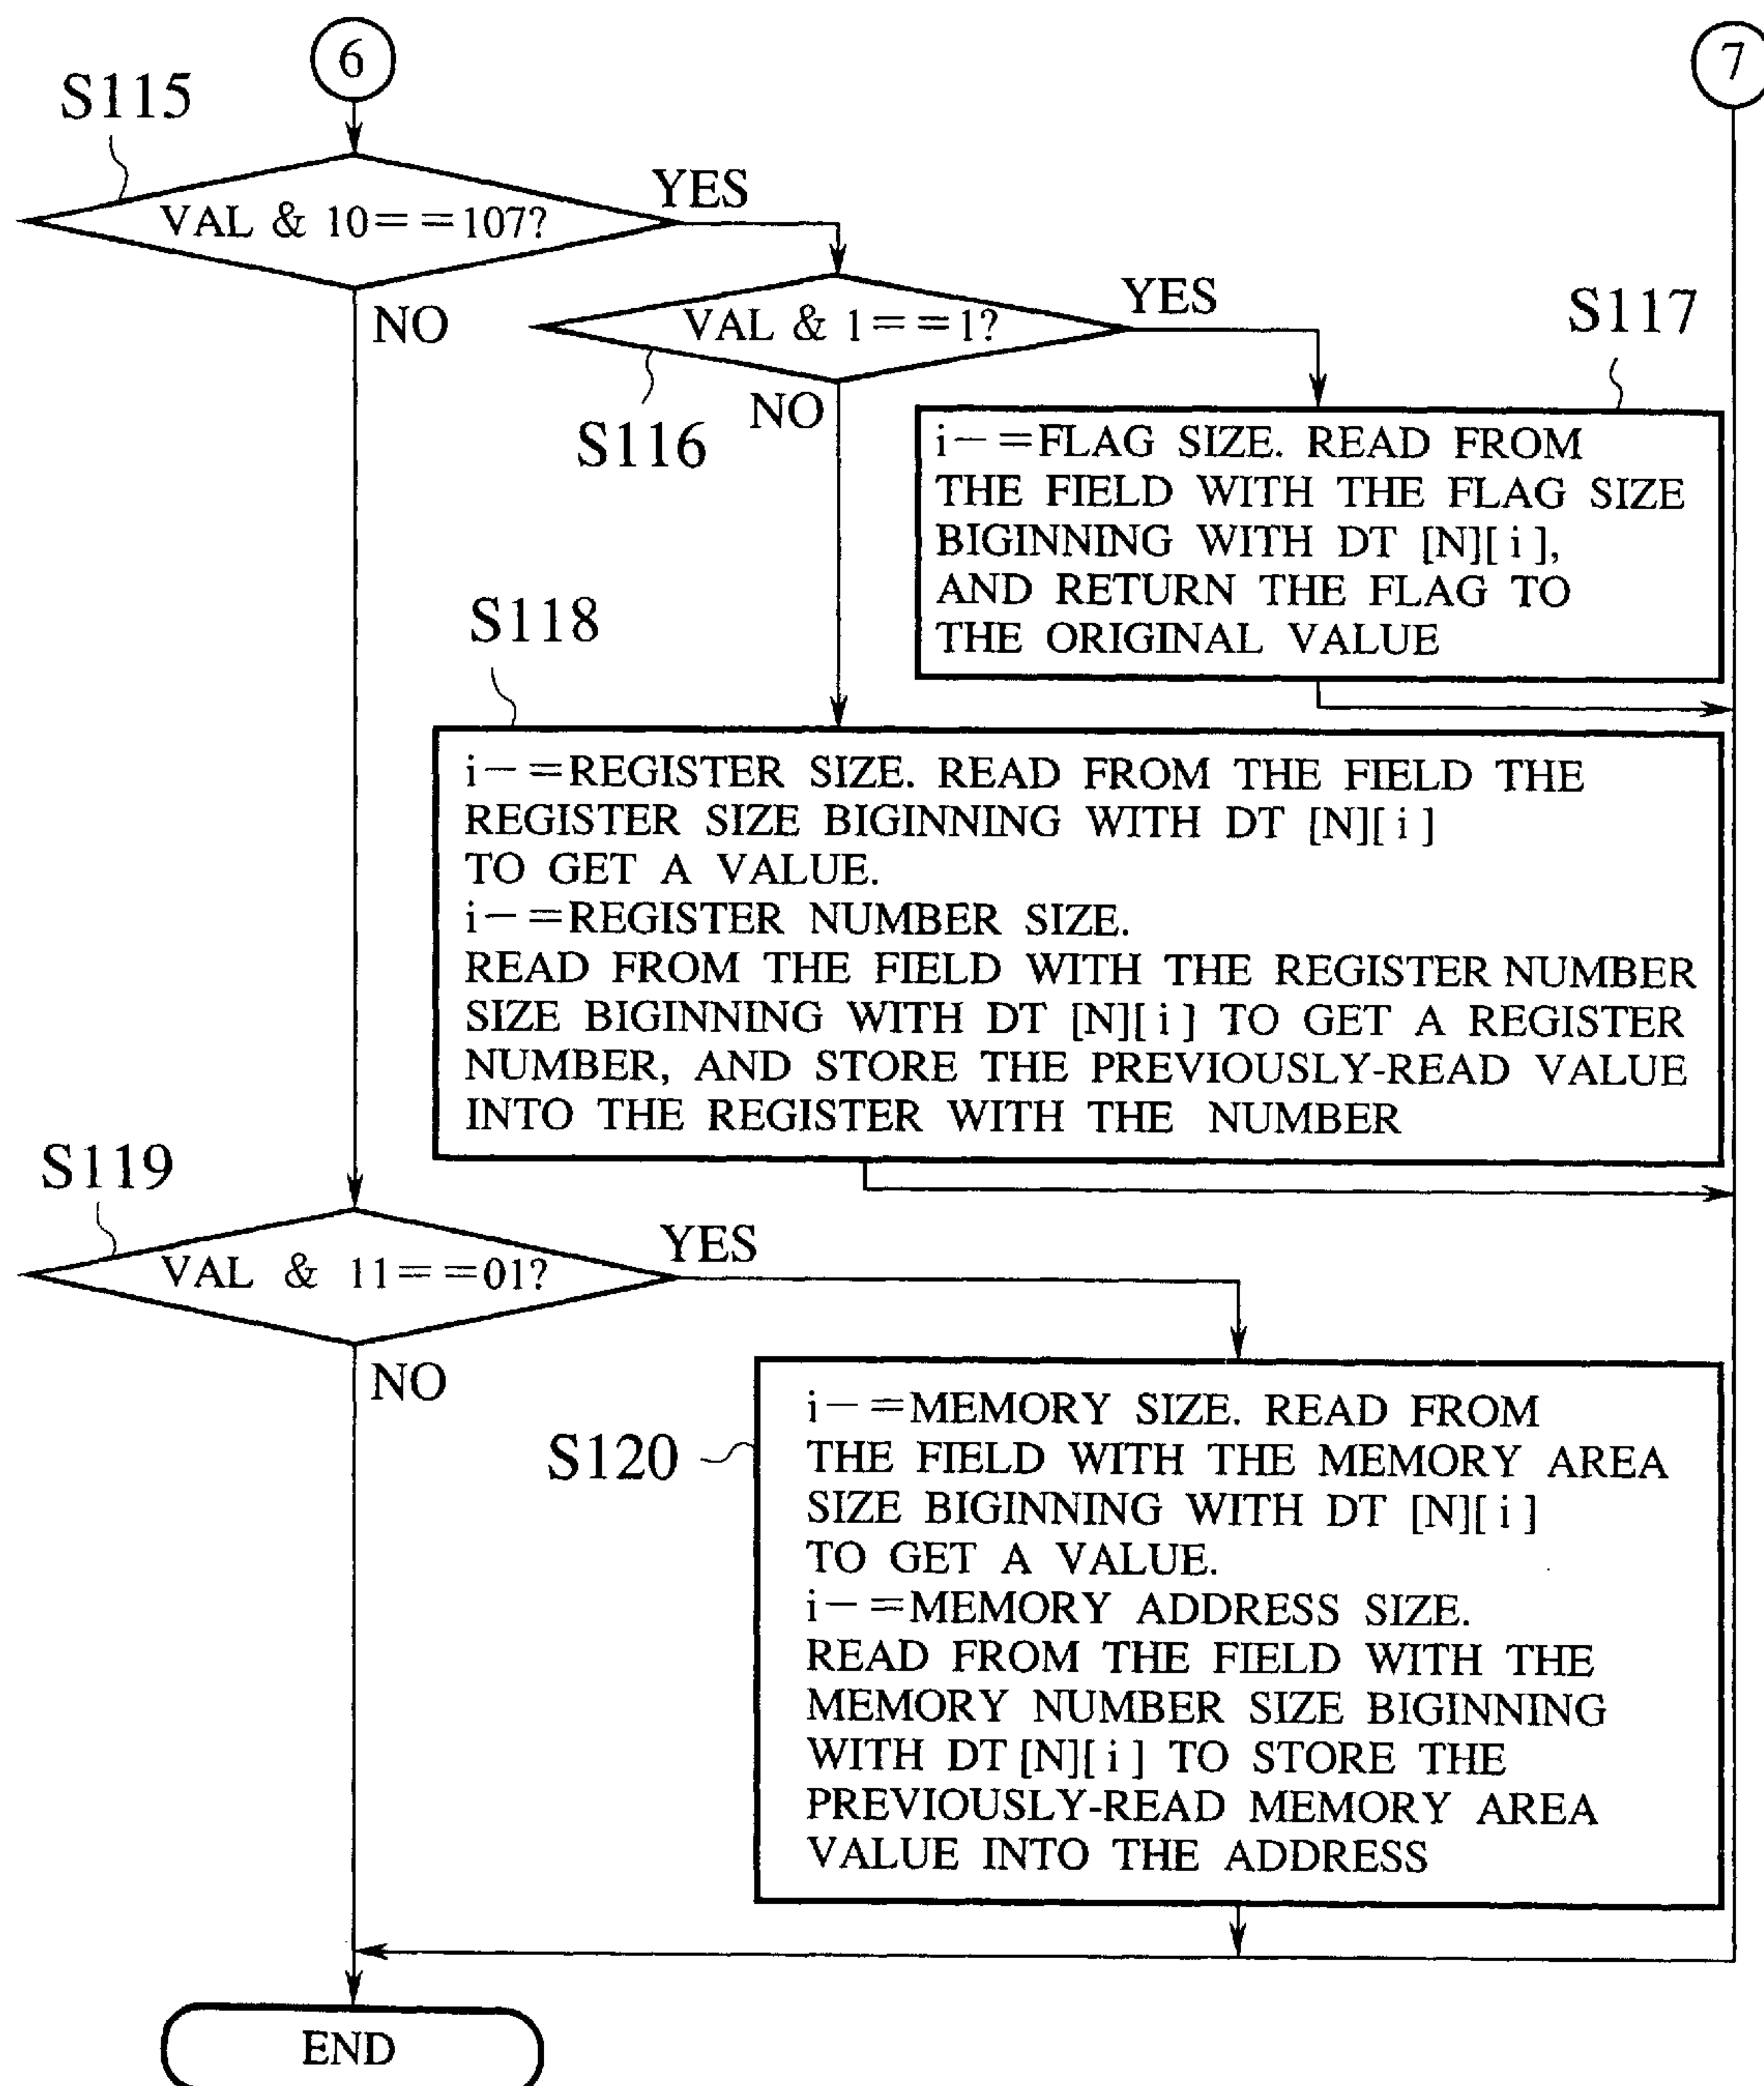 6
7
S115
VAL & 10==107?
YES
NO
VAL & 1==1?
YES
NO
S116
S117
i-=FLAG SIZE. READ FROM
THE FIELD WITH THE FLAG SIZE
BIGINNING WITH DT [N][i],
AND RETURN THE FLAG TO
THE ORIGINAL VALUE
S118
i-=REGISTER SIZE. READ FROM THE FIELD THE
REGISTER SIZE BIGINNING WITH DT [N][i]
TO GET A VALUE.
i-=REGISTER NUMBER SIZE.
READ FROM THE FIELD WITH THE REGISTER NUMBER
SIZE BIGINNING WITH DT [N][i] TO GET A REGISTER
NUMBER, AND STORE THE PREVIOUSLY-READ VALUE
INTO THE REGISTER WITH THE NUMBER
S119
VAL & 11==01?
YES
NO
S120
i-=MEMORY SIZE. READ FROM
THE FIELD WITH THE MEMORY AREA
SIZE BIGINNING WITH DT [N][i]
TO GET A VALUE.
i-=MEMORY ADDRESS SIZE.
READ FROM THE FIELD WITH THE
MEMORY NUMBER SIZE BIGINNING
WITH DT[N][i] TO STORE THE
PREVIOUSLY-READ MEMORY AREA
VALUE INTO THE ADDRESS
END